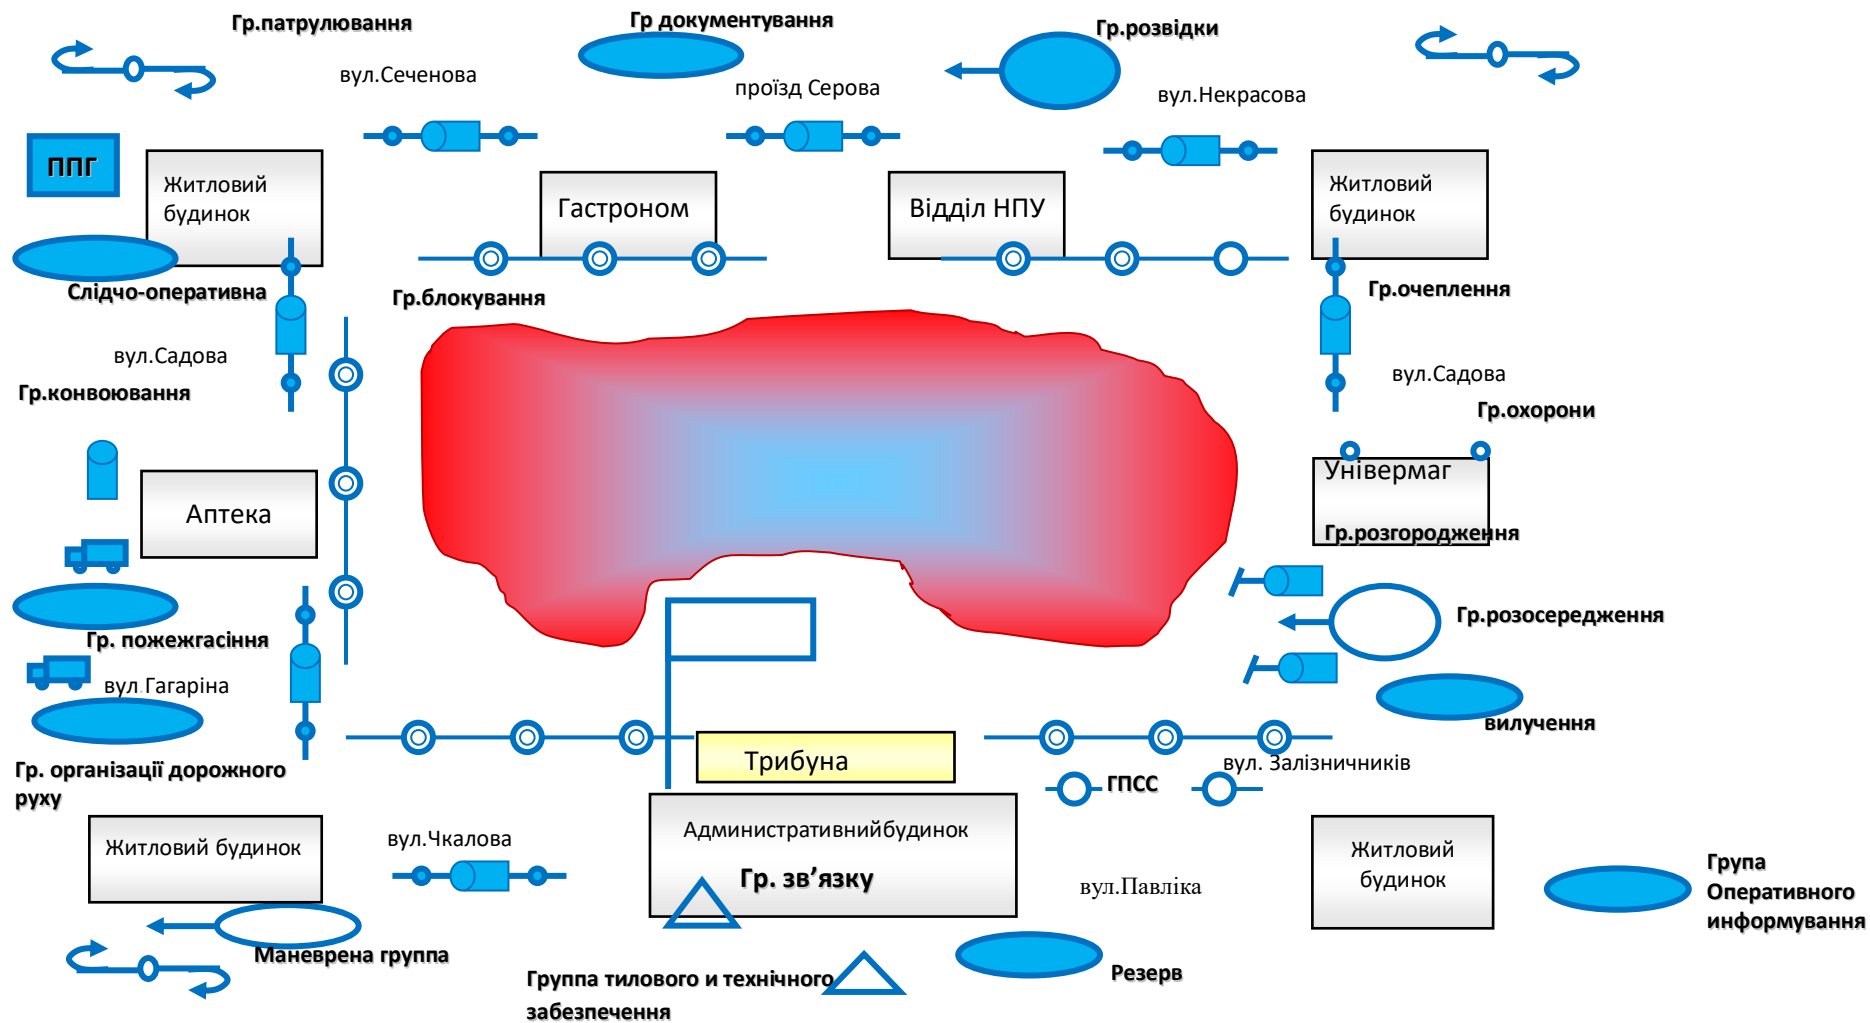 Гр.патрулювання
Гр документування
Гр.розвідки
вул.Сеченова
проїзд Серова
вул.Некрасова
ППГ
Житловий
будинок
Гастроном
Відділ НПУ
Житловий
будинок
Слідчо-оперативна
Гр.блокування
Гр.очеплення
вул.Садова
Гр.конвоювання
вул.Садова
Гр.охорони
Універмаг
Аптека
Гр.розгородження
Гр. пожежгасіння
Гр.розосередження
вул.Гагаріна
вилучення
Гр. організації дорожного
руху
Трибуна
вул. Залізничників
ГПСС
Житловий будинок
вул.Чкалова
Административнийбудинок
Гр. зв’язку
вул.Павліка
Житловий
будинок
Група
Оперативного
информування
Маневрена группа
Группа тилового и технічного
забезпечення
Резерв